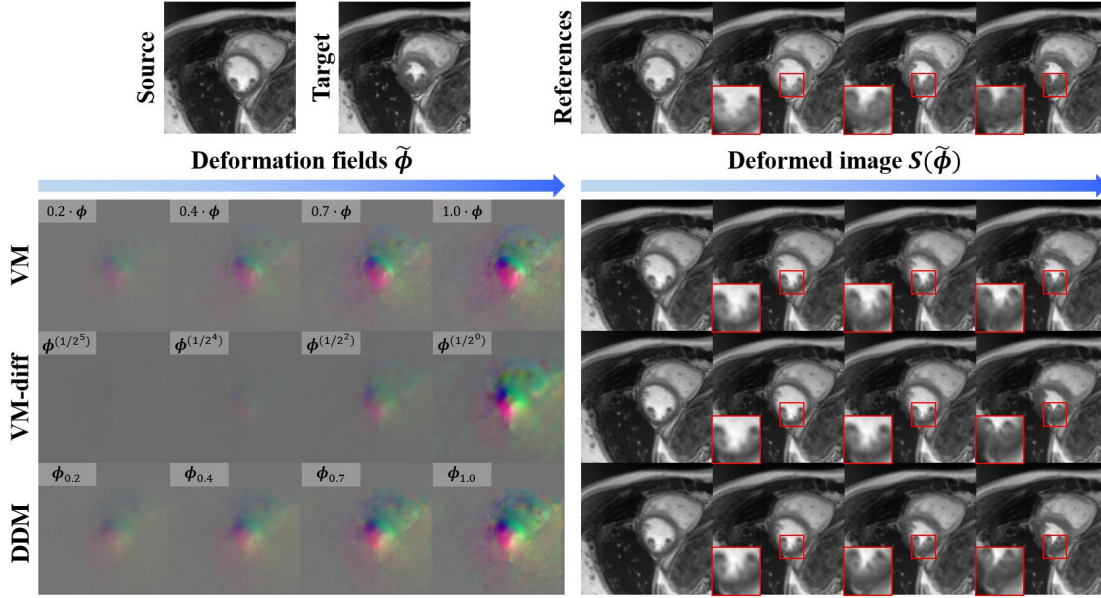 Source
Target
References
Deformation fields ϕ̃
Deformed image S(ϕ̃)
VM
0.2 · ϕ
0.4 · ϕ
0.7 · ϕ
1.0 · ϕ
VM-diff
ϕ^(1/2^5)
ϕ^(1/2^4)
ϕ^(1/2^2)
ϕ^(1/2^0)
DDM
ϕ_0.2
ϕ_0.4
ϕ_0.7
ϕ_1.0